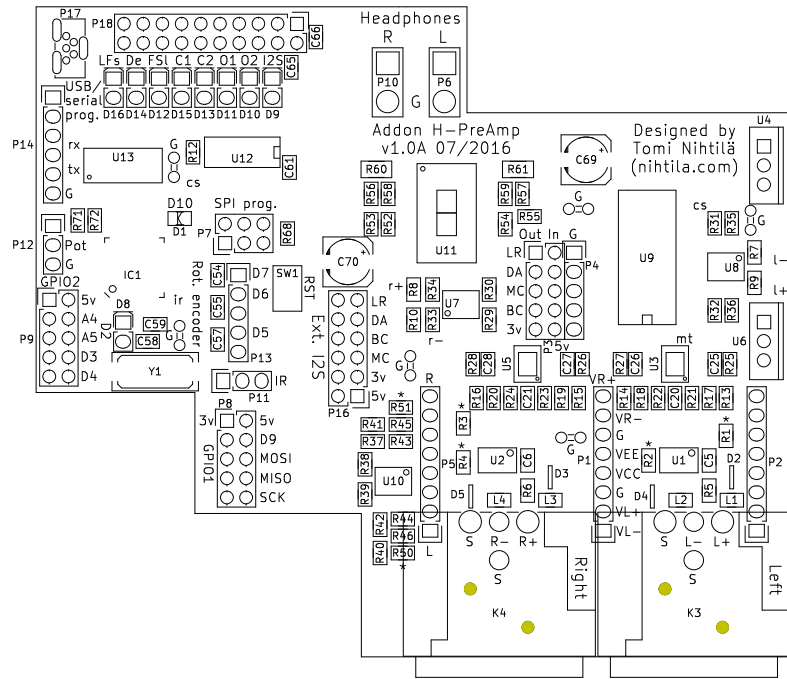 P17
P18
C66
Headphones
R L
P10 P6
G
LFs De FSl C1 C2 O1 O2 I2S C65
USB/
serial
prog.
D16 D14 D12 D15 D13 D11 D10 D9
Addon H-PreAmp
v1.0A 07/2016
Designed by
Tomi Nihtilä
(nihtila.com)
U4
C69
P14
rx
tx
G
U13
G
cs
R12
U12
C61
R60 R61
R56 R58
R53 R52
R59 R57
R54 R55
U11
G
U9
cs
R31 R35
G
R7
R9
U8
l-
l+
R32 R36
U6
R71 R72
D10
D1
SPI prog.
P7
R68
P12
Pot
G
IC1
ir
Rot. encoder
C54
C55
C57
D7
D6
D5
P13
SW1
RST
C70
Out In G
LR
DA
MC
BC
3v
P4
P3
5v
GPIO2
P9
5v
A4
A5
D3
D4
D8
D2
C59
C58
G
Y1
Ext. I2S
LR
DA
BC
MC
3v
5v
P16
r+
R8 R34
R10 R33
r-
U7
R30
R29
G
R28 C28
U5
C27 R26
R27 C26
U3
mt
C25 R25
P11
IR
P8
3v
GPIO1
5v
D9
MOSI
MISO
SCK
*
R51
R41 R45
R37 R43
R38
R39
U10
R42 R44
R46
R40 R50
*
R
P5
L
R16 R20 R24 C21 R23 R19 R15
VR+
R14 R18 R22 C20 R21 R17 R13
*
R3
*
R4
U2
C6
R6
D3
D5
L4 L3
G
P1
VR-
G
VEE
VCC
G
VL+
VL-
*
R1
*
R2
U1
C5
R5
D2
D4
L2 L1
P2
S R- R+
S
Right
K4
S L- L+
S
Left
K3